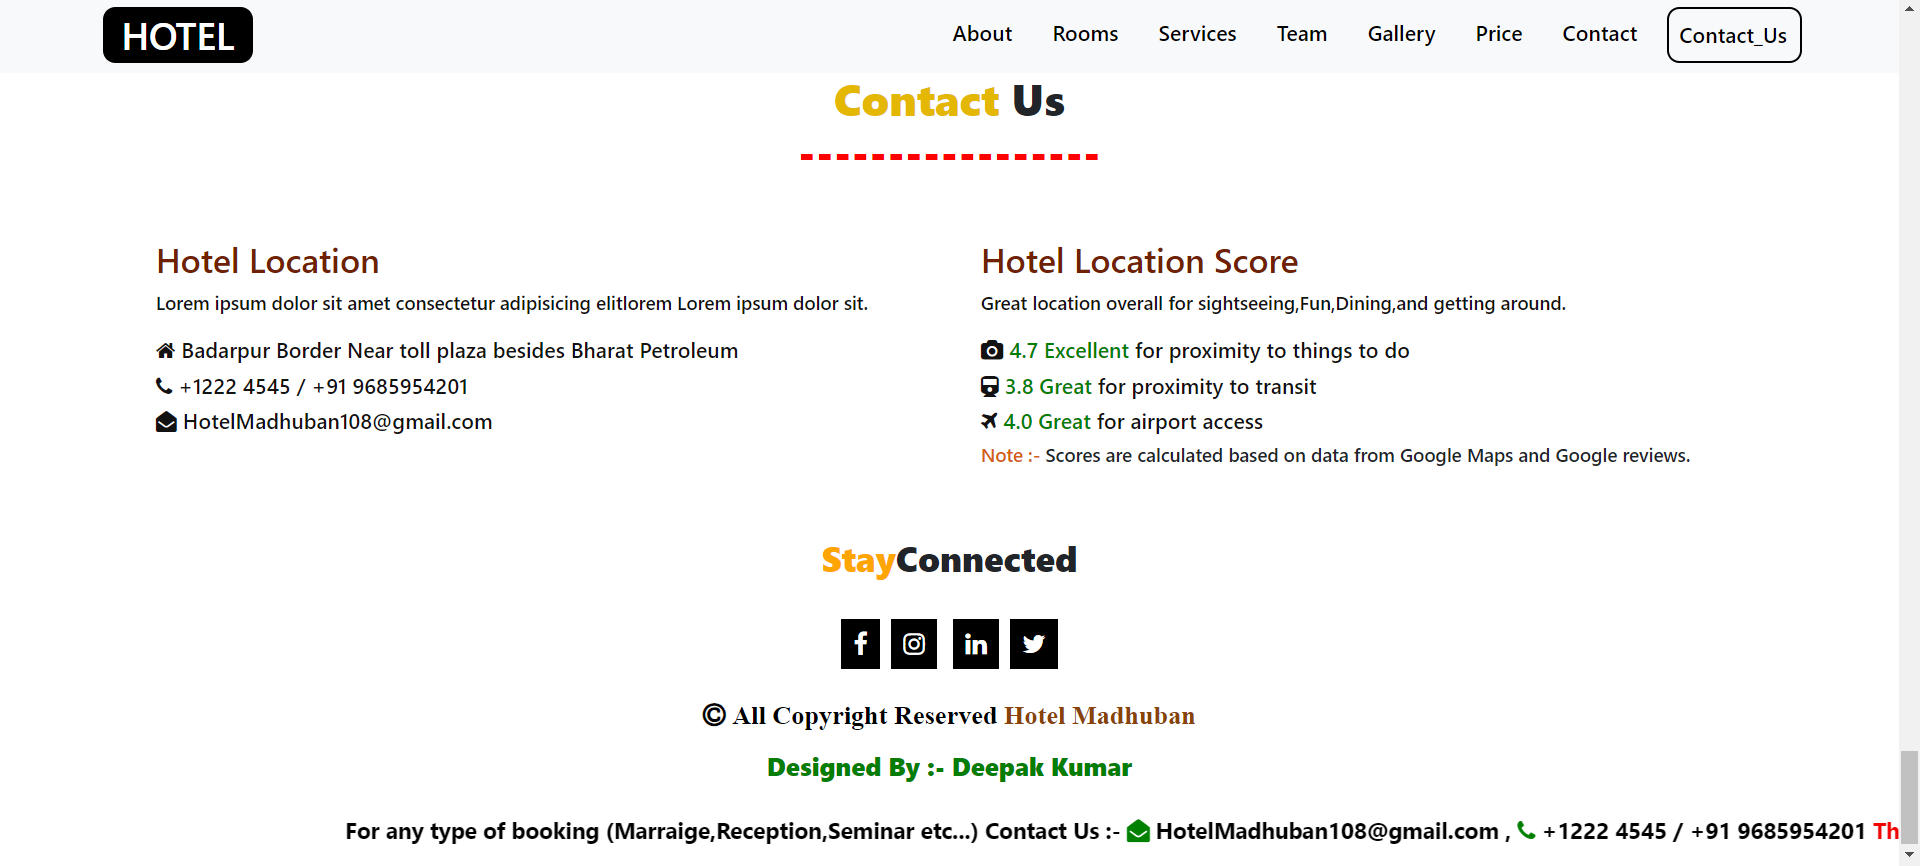 HOTEL
About Rooms Services Team Gallery Price Contact Contact_Us
Contact Us
Hotel Location
Lorem ipsum dolor sit amet consectetur adipisicing elitlorem Lorem ipsum dolor sit.
Badarpur Border Near toll plaza besides Bharat Petroleum
+1222 4545 / +91 9685954201
HotelMadhuban108@gmail.com
Hotel Location Score
Great location overall for sightseeing,Fun,Dining,and getting around.
4.7 Excellent for proximity to things to do
3.8 Great for proximity to transit
4.0 Great for airport access
Note :- Scores are calculated based on data from Google Maps and Google reviews.
StayConnected
© All Copyright Reserved Hotel Madhuban
Designed By :- Deepak Kumar
For any type of booking (Marraige,Reception,Seminar etc...) Contact Us :- HotelMadhuban108@gmail.com , +1222 4545 / +91 9685954201 Th